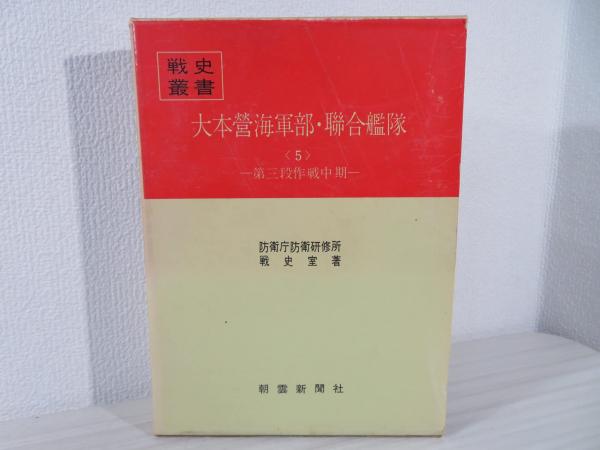 戦史
叢書
大本營海軍部・聯合艦隊
〈5〉
―第三段作戦中期―
防衛庁防衛研修所
戦史室著
朝雲新聞社